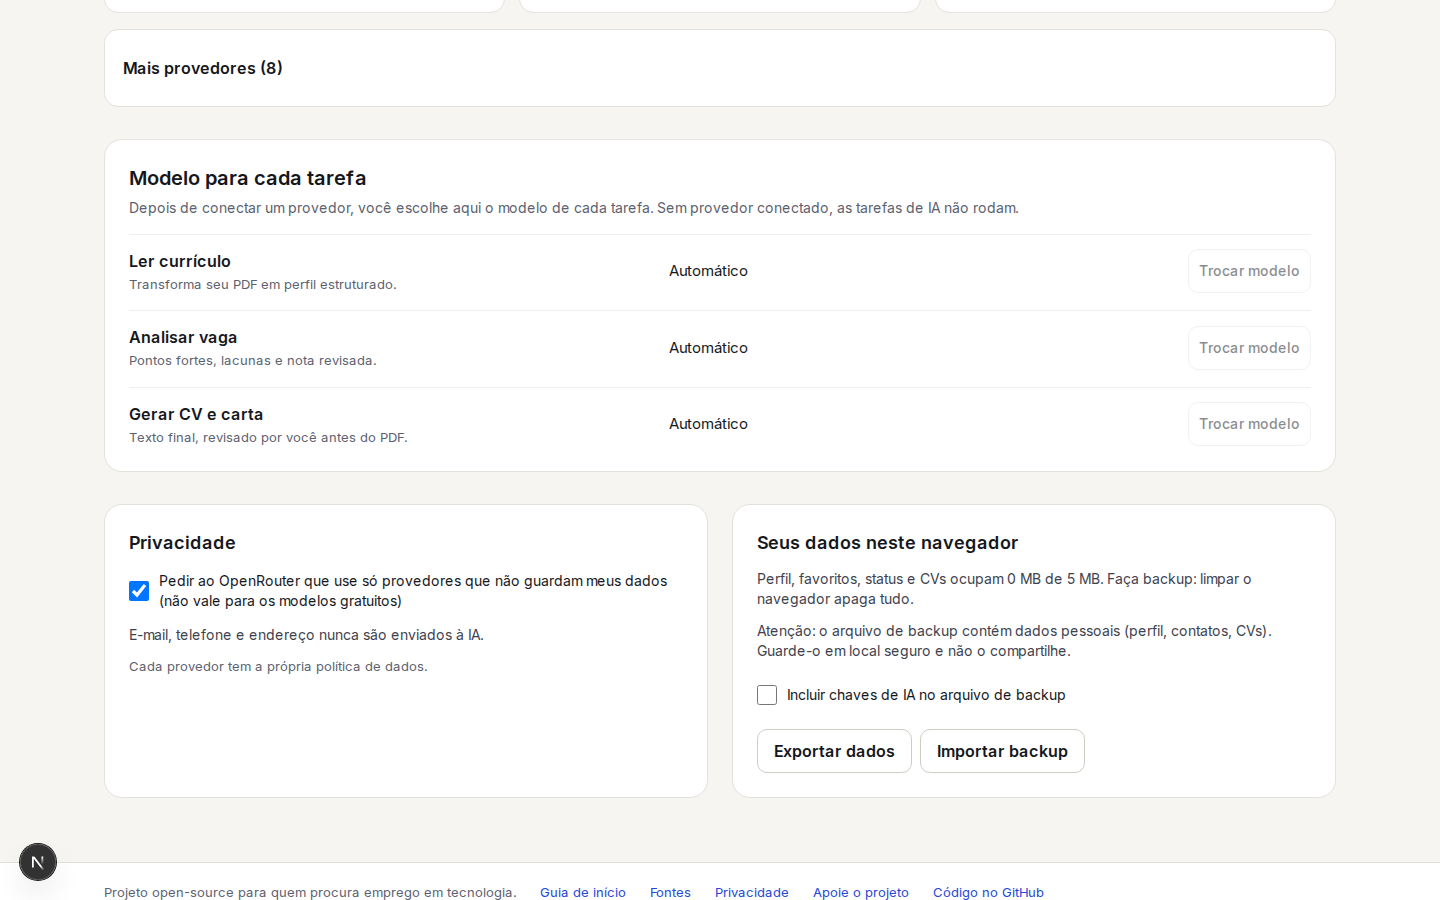 Mais provedores (8)
Modelo para cada tarefa
Depois de conectar um provedor, você escolhe aqui o modelo de cada tarefa. Sem provedor conectado, as tarefas de IA não rodam.
Ler currículo
Transforma seu PDF em perfil estruturado.
Automático
Trocar modelo
Analisar vaga
Pontos fortes, lacunas e nota revisada.
Automático
Trocar modelo
Gerar CV e carta
Texto final, revisado por você antes do PDF.
Automático
Trocar modelo
Privacidade
Pedir ao OpenRouter que use só provedores que não guardam meus dados
(não vale para os modelos gratuitos)
E-mail, telefone e endereço nunca são enviados à IA.
Cada provedor tem a própria política de dados.
Seus dados neste navegador
Perfil, favoritos, status e CVs ocupam 0 MB de 5 MB. Faça backup: limpar o
navegador apaga tudo.
Atenção: o arquivo de backup contém dados pessoais (perfil, contatos, CVs).
Guarde-o em local seguro e não o compartilhe.
Incluir chaves de IA no arquivo de backup
Exportar dados
Importar backup
N
Projeto open-source para quem procura emprego em tecnologia.
Guia de início
Fontes
Privacidade
Apoie o projeto
Código no GitHub